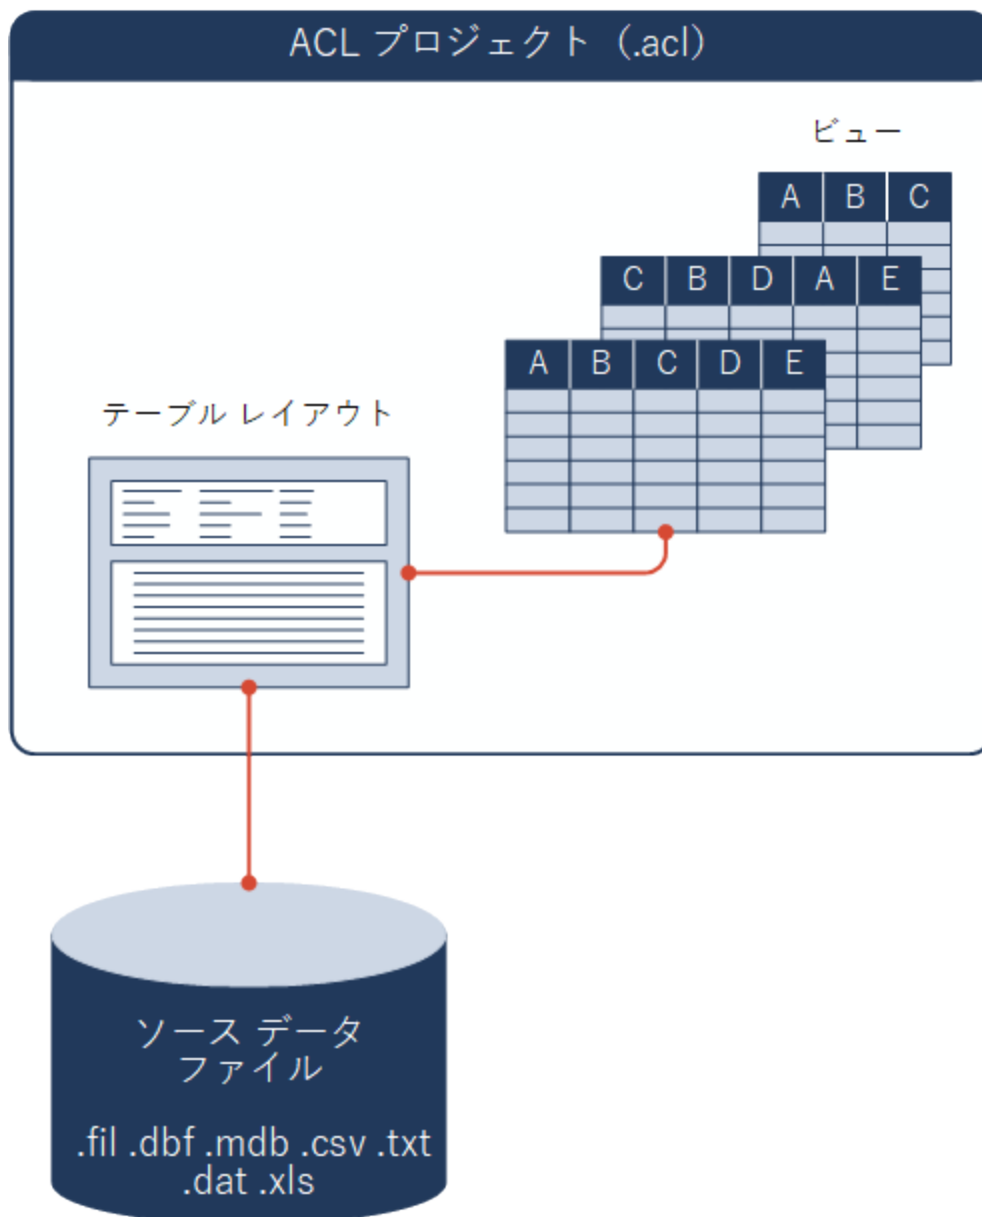 ACL プロジェクト（.acl）
ビュー
A B C
C B D A E
A B C D E
テーブル レイアウト
ソース データ
ファイル
.fil .dbf .mdb .csv .txt
.dat .xls